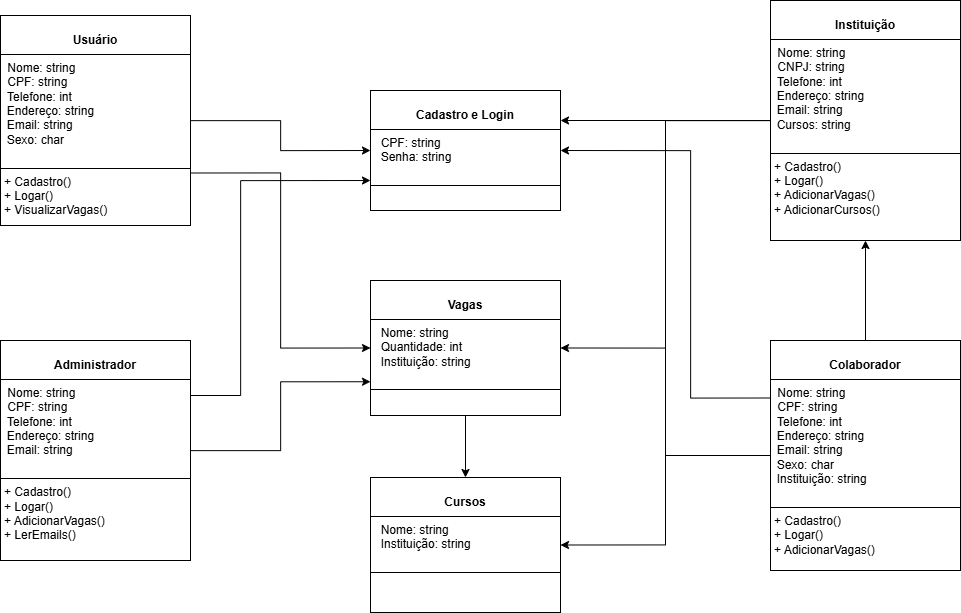 Usuário
Nome: string
CPF: string
Telefone: int
Endereço: string
Email: string
Sexo: char
+ Cadastro()
+ Logar()
+ VisualizarVagas()
Cadastro e Login
CPF: string
Senha: string
Instituição
Nome: string
CNPJ: string
Telefone: int
Endereço: string
Email: string
Cursos: string
+ Cadastro()
+ Logar()
+ AdicionarVagas()
+ AdicionarCursos()
Vagas
Nome: string
Quantidade: int
Instituição: string
Administrador
Nome: string
CPF: string
Telefone: int
Endereço: string
Email: string
+ Cadastro()
+ Logar()
+ AdicionarVagas()
+ LerEmails()
Cursos
Nome: string
Instituição: string
Colaborador
Nome: string
CPF: string
Telefone: int
Endereço: string
Email: string
Sexo: char
Instituição: string
+ Cadastro()
+ Logar()
+ AdicionarVagas()